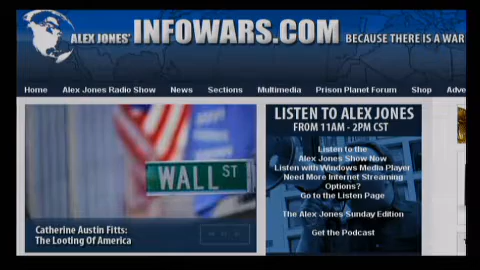 ALEX JONES' INFOWARS.COM BECAUSE THERE IS A WAR
Home Alex Jones Radio Show News Sections Multimedia Prison Planet Forum Shop Adve
WALL ST
Catherine Austin Fitts:
The Looting Of America
LISTEN TO ALEX JONES
FROM 11AM - 2PM CST
Listen to the
Alex Jones Show Now
Listen with Windows Media Player
Need More Internet Streaming
Options?
Go to the Listen Page
The Alex Jones Sunday Edition
Get the Podcast